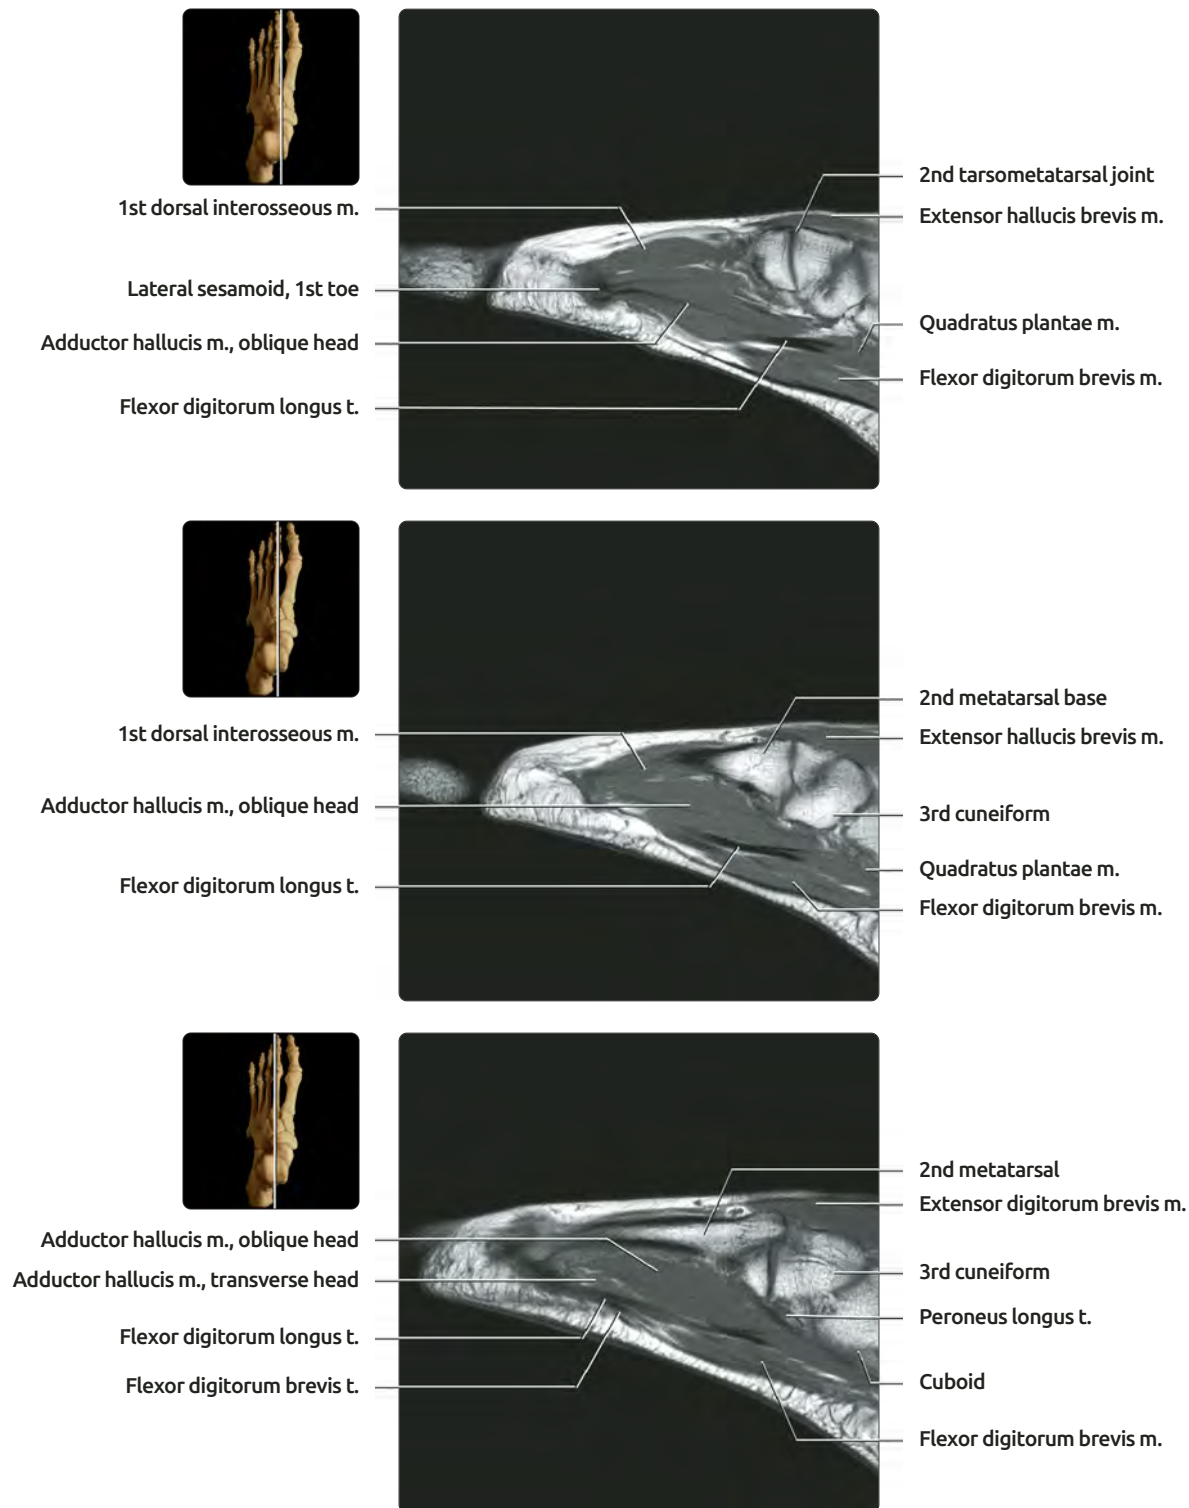 1st dorsal interosseous m.
Lateral sesamoid, 1st toe
Adductor hallucis m., oblique head
Flexor digitorum longus t.
2nd tarsometatarsal joint
Extensor hallucis brevis m.
Quadratus plantae m.
Flexor digitorum brevis m.
1st dorsal interosseous m.
Adductor hallucis m., oblique head
Flexor digitorum longus t.
2nd metatarsal base
Extensor hallucis brevis m.
3rd cuneiform
Quadratus plantae m.
Flexor digitorum brevis m.
Adductor hallucis m., oblique head
Adductor hallucis m., transverse head
Flexor digitorum longus t.
Flexor digitorum brevis t.
2nd metatarsal
Extensor digitorum brevis m.
3rd cuneiform
Peroneus longus t.
Cuboid
Flexor digitorum brevis m.